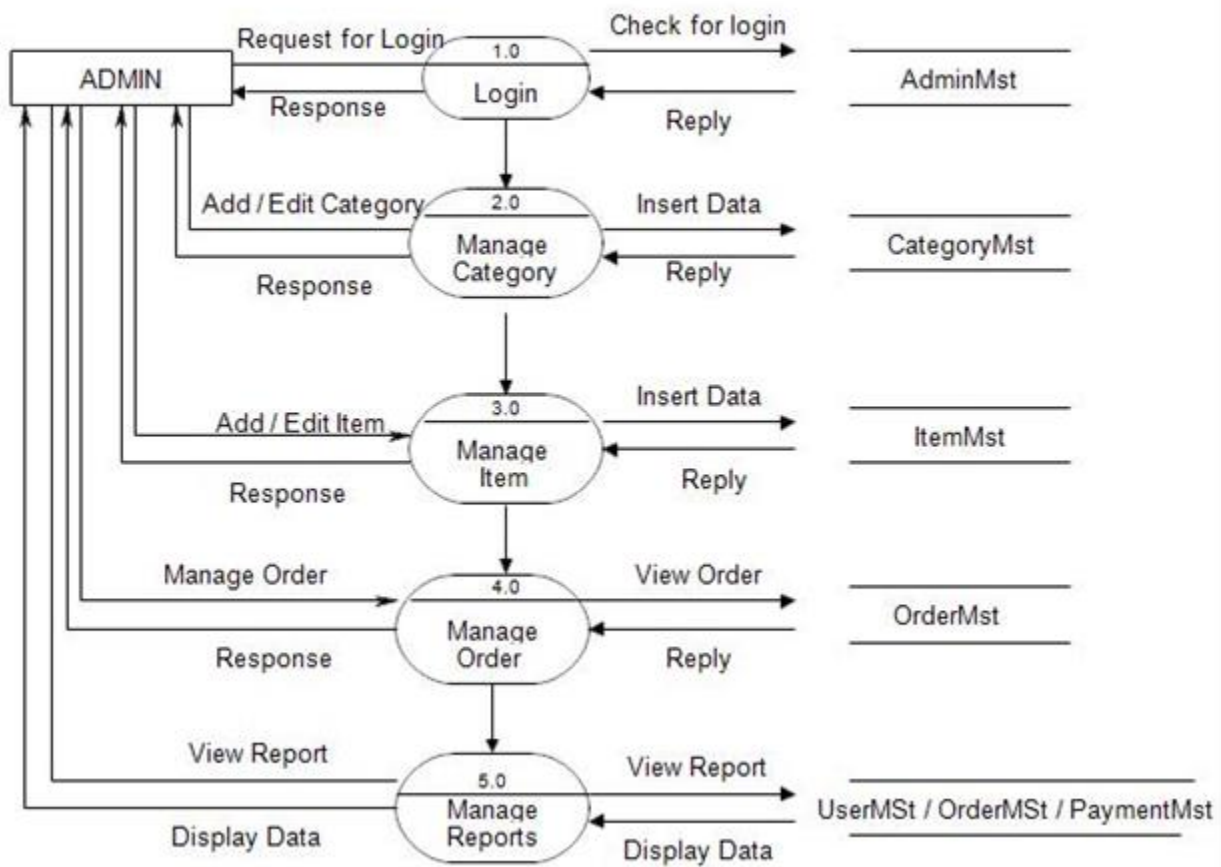 Request for Login
1.0
Check for login
ADMIN
Login
AdminMst
Response
Reply
Add / Edit Category
2.0
Insert Data
Manage
Category
CategoryMst
Response
Reply
3.0
Insert Data
Add / Edit Item
Manage
Item
ItemMst
Response
Reply
Manage Order
4.0
View Order
Manage
Order
OrderMst
Response
Reply
View Report
5.0
View Report
Manage
Reports
UserMSt / OrderMSt / PaymentMst
Display Data
Display Data